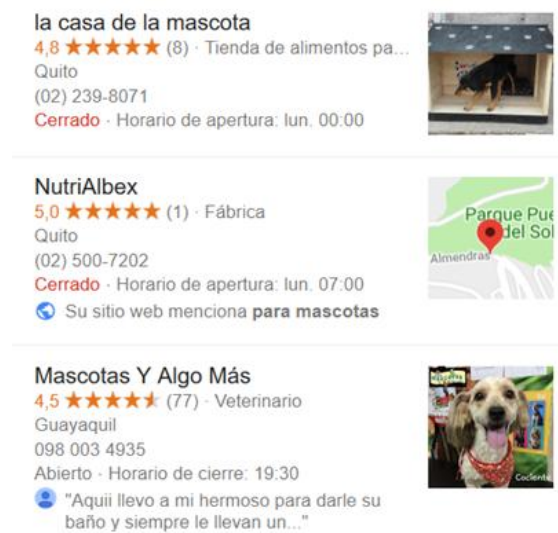 la casa de la mascota
4,8 ★★★★★ (8) · Tienda de alimentos pa...
Quito
(02) 239-8071
Cerrado · Horario de apertura: lun. 00:00
NutriAlbex
5,0 ★★★★★ (1) · Fábrica
Quito
(02) 500-7202
Cerrado · Horario de apertura: lun. 07:00
Su sitio web menciona para mascotas
Parque Pue
del Sol
Almendras
Mascotas Y Algo Más
4,5 ★★★★★ (77) · Veterinario
Guayaquil
098 003 4935
Abierto · Horario de cierre: 19:30
"Aquii llevo a mi hermoso para darle su
baño y siempre le llevan un..."